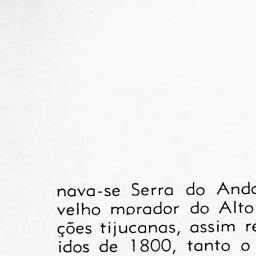 nava-se Serra do Anda
velho morador do Alto
ções tijucanas, assim re
idos de 1800, tanto o